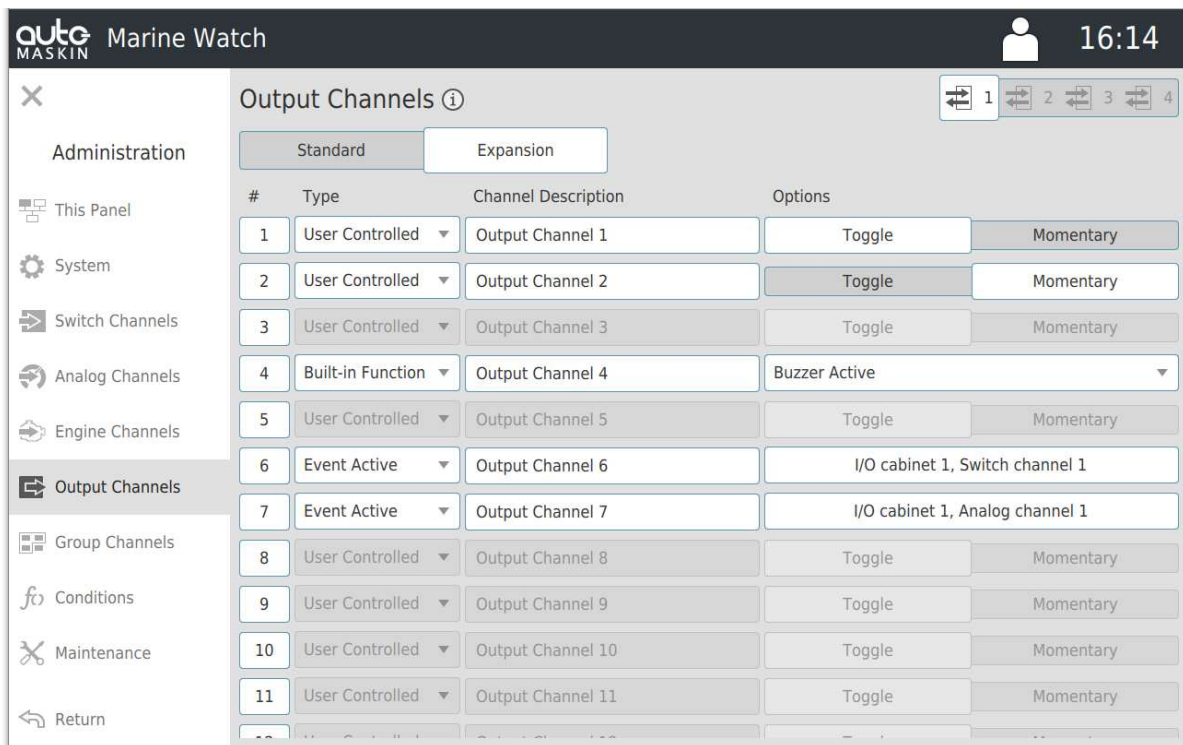 auto MASKIN Marine Watch 16:14
Output Channels i 1 2 3 4
Administration
This Panel
System
Switch Channels
Analog Channels
Engine Channels
Output Channels
Group Channels
f() Conditions
Maintenance
Return
Standard Expansion
# Type Channel Description Options
1 User Controlled Output Channel 1 Toggle Momentary
2 User Controlled Output Channel 2 Toggle Momentary
3 User Controlled Output Channel 3 Toggle Momentary
4 Built-in Function Output Channel 4 Buzzer Active
5 User Controlled Output Channel 5 Toggle Momentary
6 Event Active Output Channel 6 I/O cabinet 1, Switch channel 1
7 Event Active Output Channel 7 I/O cabinet 1, Analog channel 1
8 User Controlled Output Channel 8 Toggle Momentary
9 User Controlled Output Channel 9 Toggle Momentary
10 User Controlled Output Channel 10 Toggle Momentary
11 User Controlled Output Channel 11 Toggle Momentary